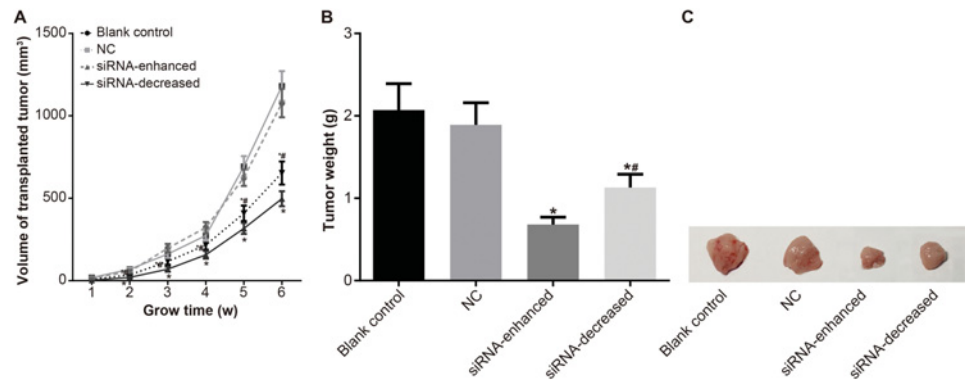 A
Volume of transplanted tumor (mm³)
1500
1000
500
0
Blank control
NC
siRNA-enhanced
siRNA-decreased
*#
*#
*
*
*
*
1 2 3 4 5 6
Grow time (w)
B
Tumor weight (g)
3
2
1
0
*
*#
Blank control
NC
siRNA-enhanced
siRNA-decreased
C
Blank control
NC
siRNA-enhanced
siRNA-decreased